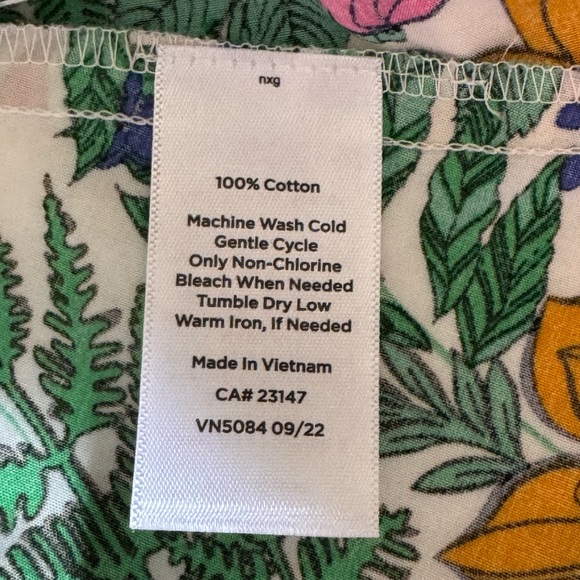 nxg
100% Cotton
Machine Wash Cold
Gentle Cycle
Only Non-Chlorine
Bleach When Needed
Tumble Dry Low
Warm Iron, If Needed
Made In Vietnam
CA# 23147
VN5084 09/22